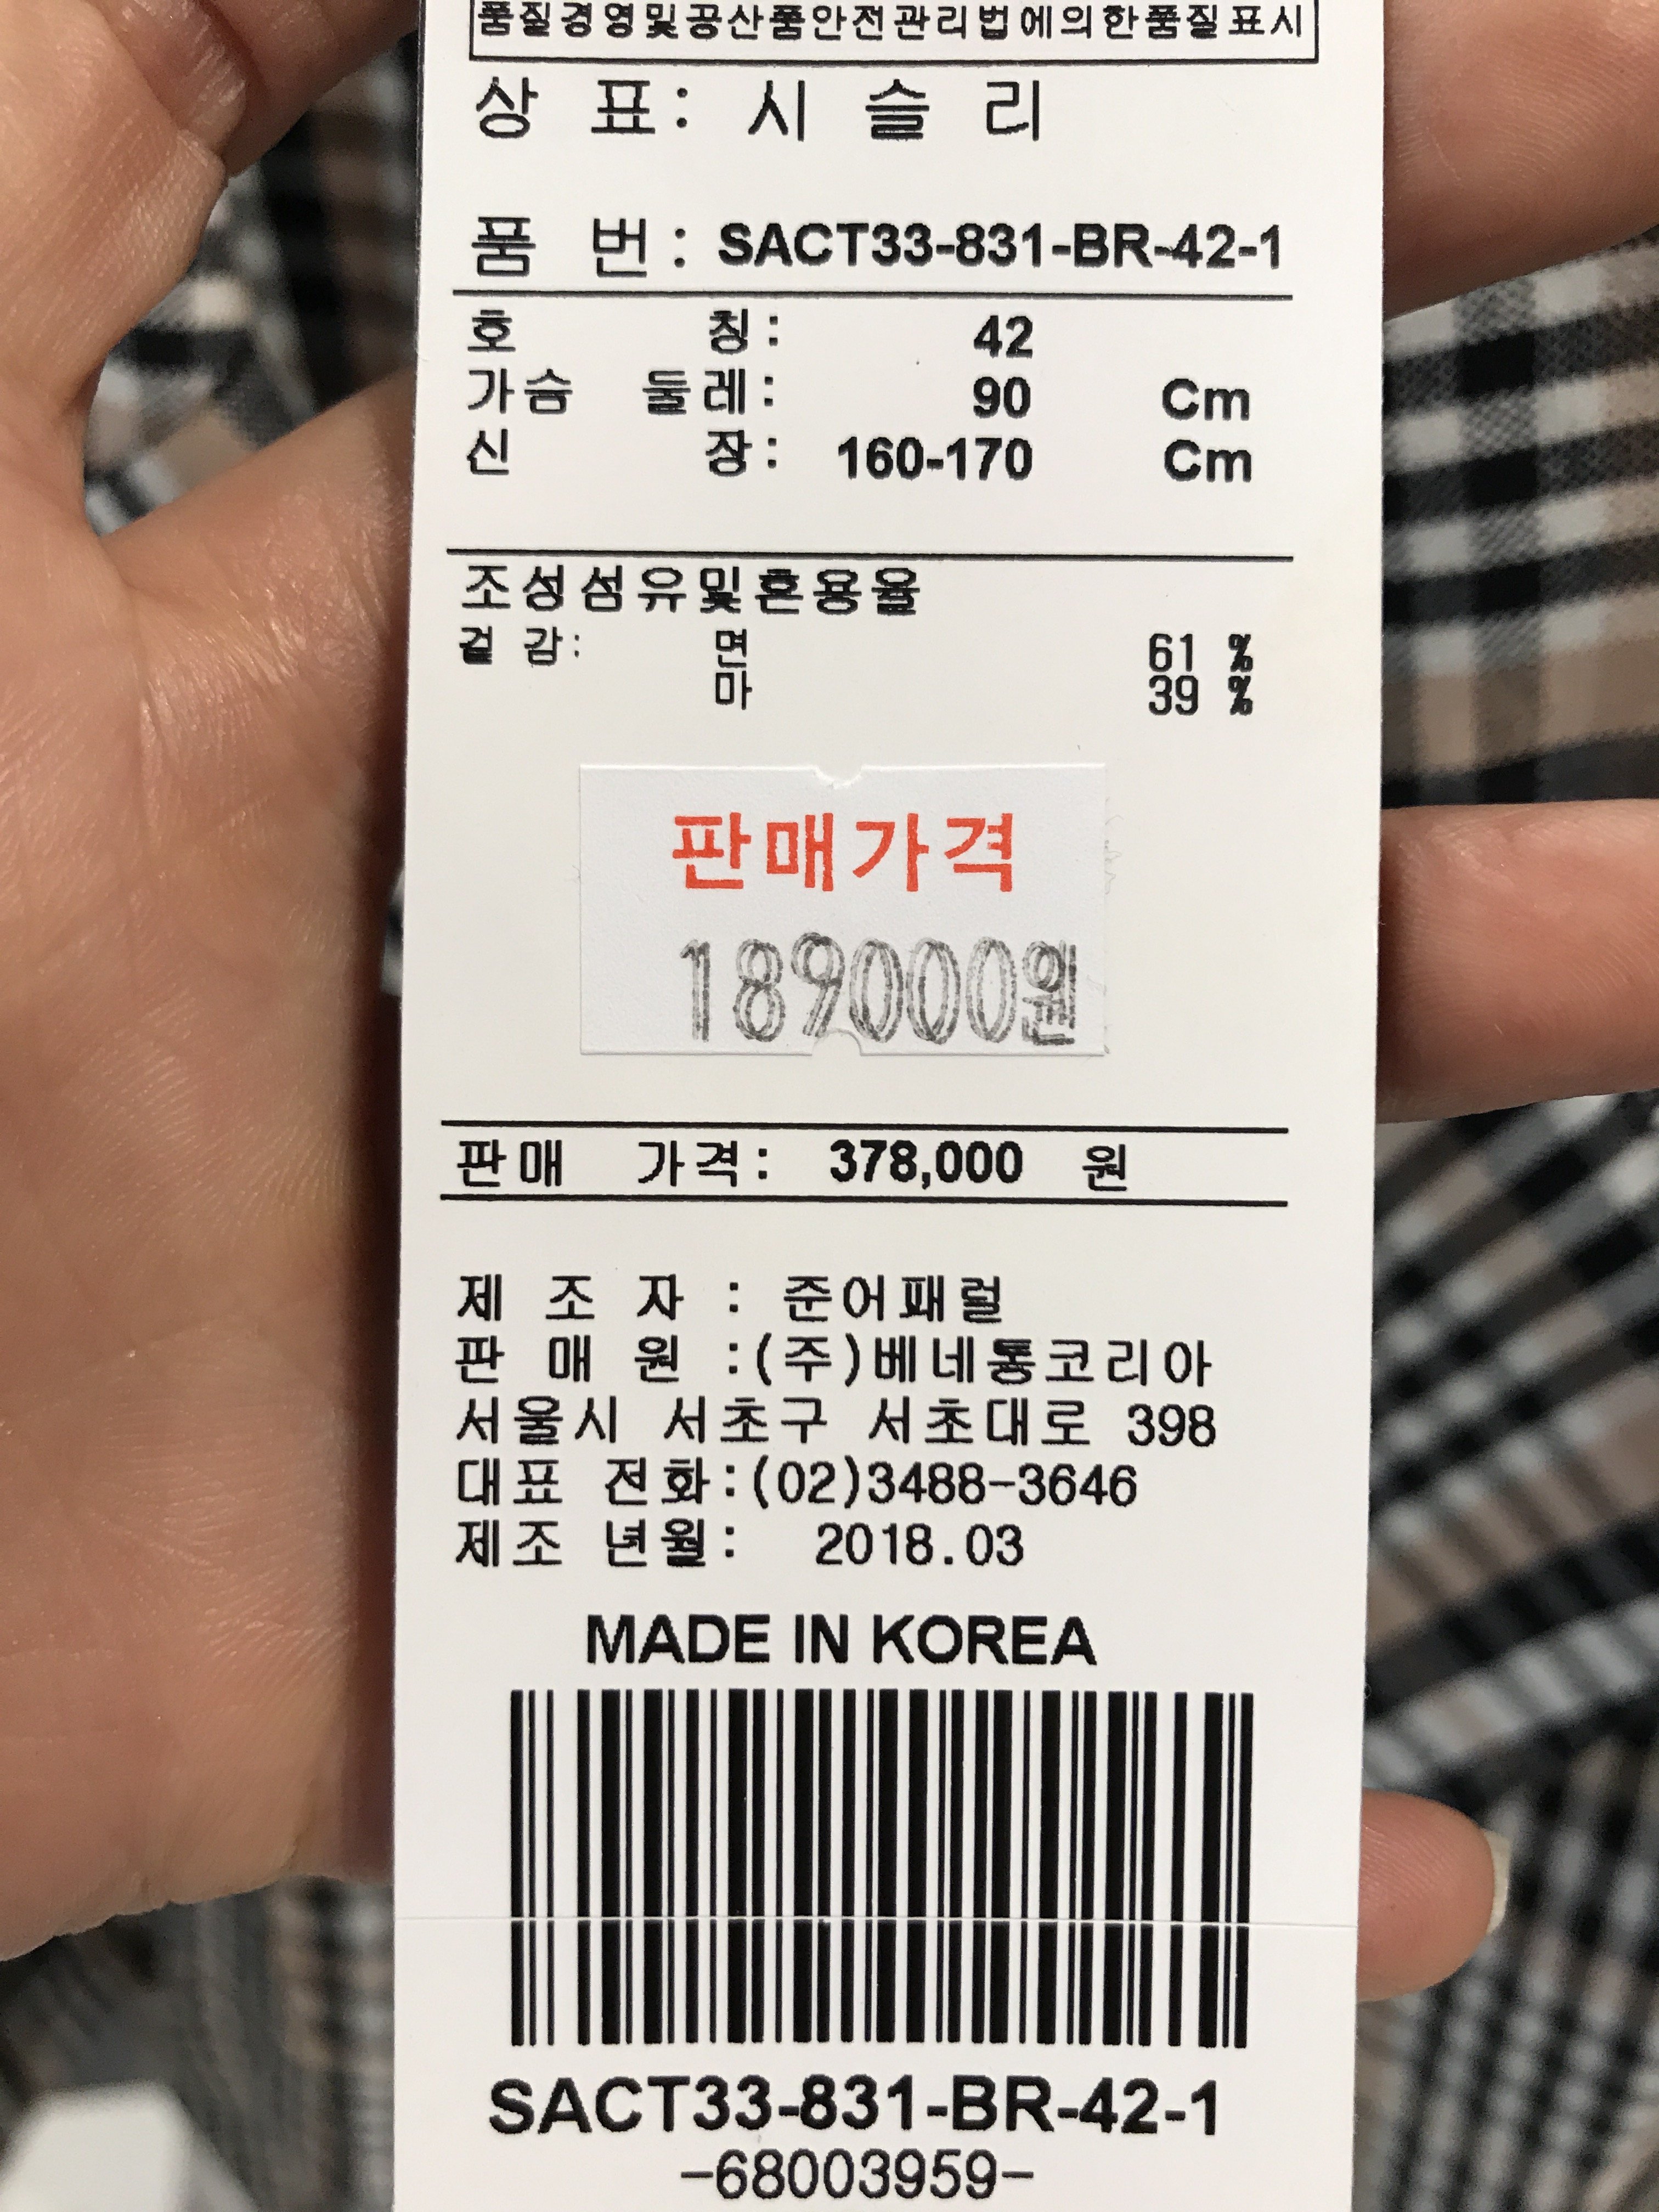 품질경영및공산품안전관리법에의한품질표시
상 표: 시 슬 리
품 번: SACT33-831-BR-42-1
호 칭: 42
가슴 둘레: 90 Cm
신 장: 160-170 Cm
조성섬유및혼용율
겉 감: 면 61 %
마 39 %
판매가격
189000원
판매 가격: 378,000 원
제 조 자 : 준어패럴
판 매 원 :(주)베네통코리아
서울시 서초구 서초대로 398
대표 전화:(02)3488-3646
제조 년월: 2018.03
MADE IN KOREA
SACT33-831-BR-42-1
-68003959-